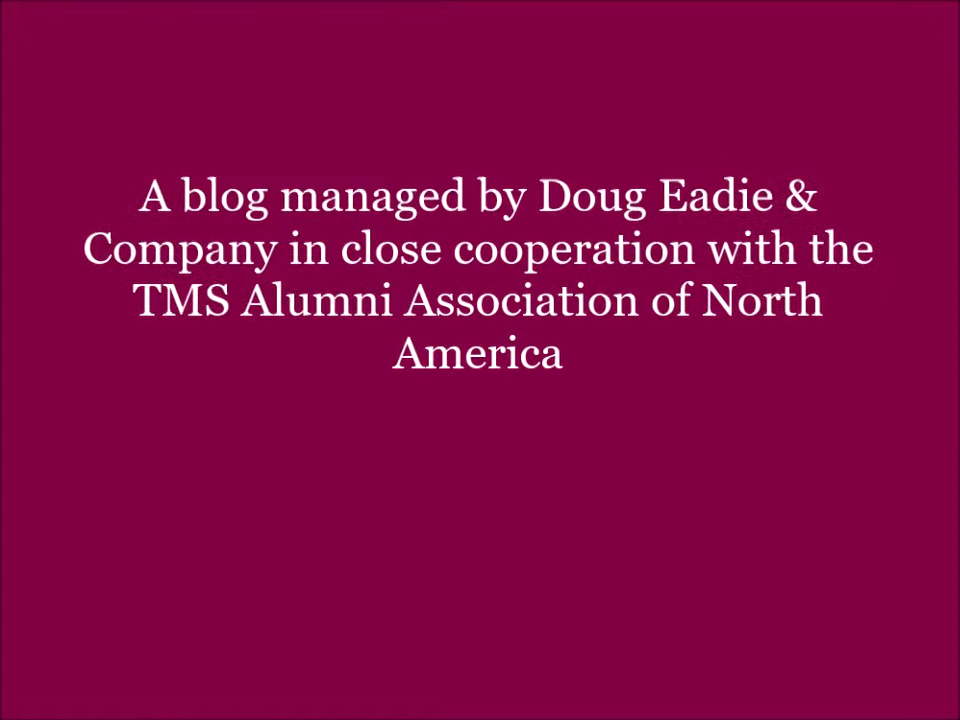 A blog managed by Doug Eadie &
Company in close cooperation with the
TMS Alumni Association of North
America